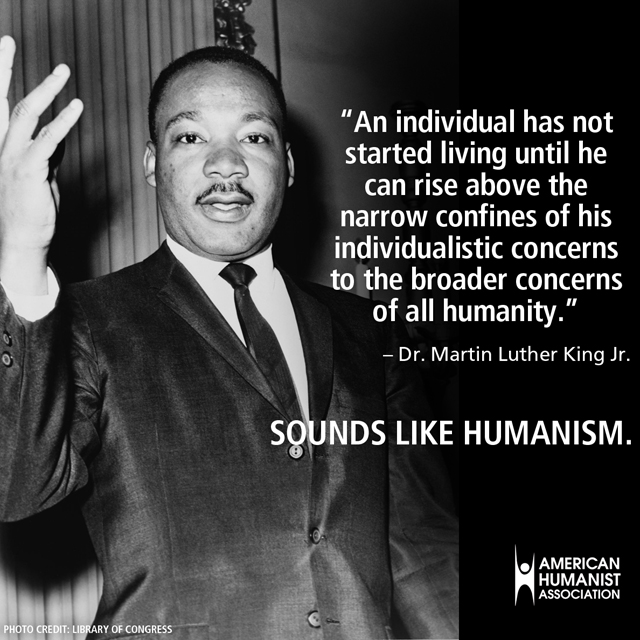 “An individual has not
started living until he
can rise above the
narrow confines of his
individualistic concerns
to the broader concerns
of all humanity.”
– Dr. Martin Luther King Jr.
SOUNDS LIKE HUMANISM.
AMERICAN
HUMANIST
ASSOCIATION
PHOTO CREDIT: LIBRARY OF CONGRESS